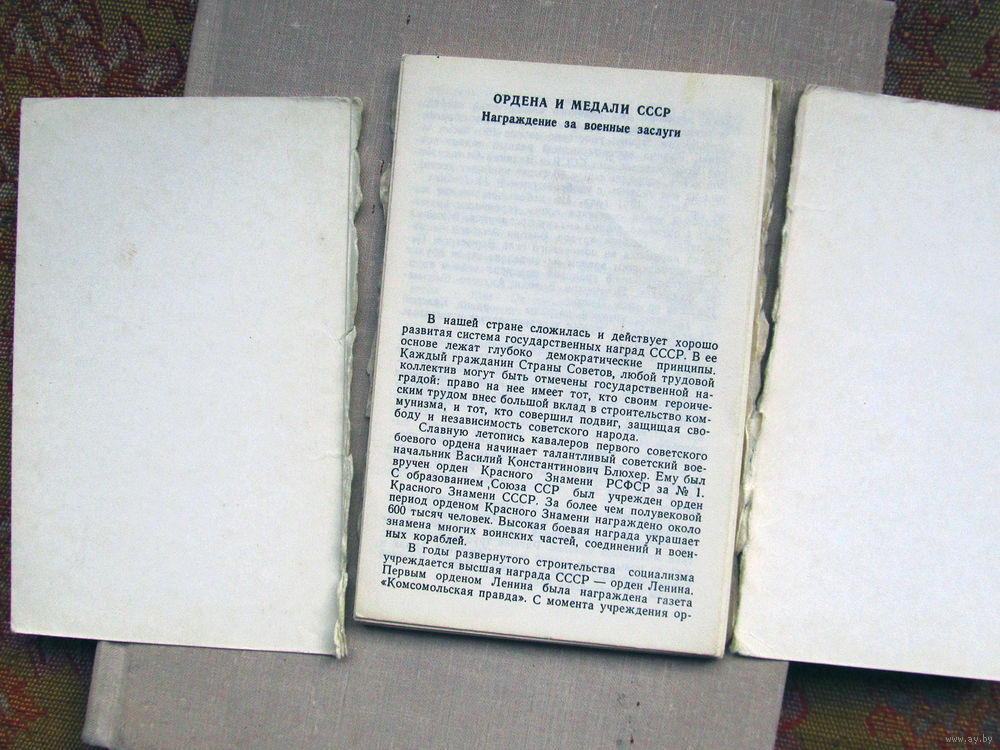 ОРДЕНА И МЕДАЛИ СССР
Награждение за военные заслуги
В нашей стране сложилась и действует хорошо
развитая система государственных наград СССР. В ее
основе лежат глубоко демократические принципы.
Каждый гражданин Страны Советов, любой трудовой
коллектив могут быть отмечены государственной на-
градой: право на нее имеет тот, кто своим героиче-
ским трудом внес большой вклад в строительство ком-
мунизма, и тот, кто совершил подвиг, защищая сво-
боду и независимость советского народа.
Славную летопись кавалеров первого советского
боевого ордена начинает талантливый советский вое-
начальник Василий Константинович Блюхер. Ему был
вручен орден Красного Знамени РСФСР за № 1.
С образованием Союза ССР был учрежден орден
Красного Знамени СССР. За более чем полувековой
период орденом Красного Знамени награждено около
600 тысяч человек. Высокая боевая награда украшает
знамена многих воинских частей, соединений и воен-
ных кораблей.
В годы развернутого строительства социализма
учреждается высшая награда СССР — орден Ленина.
Первым орденом Ленина была награждена газета
«Комсомольская правда». С момента учреждения ор-
www.ay.by